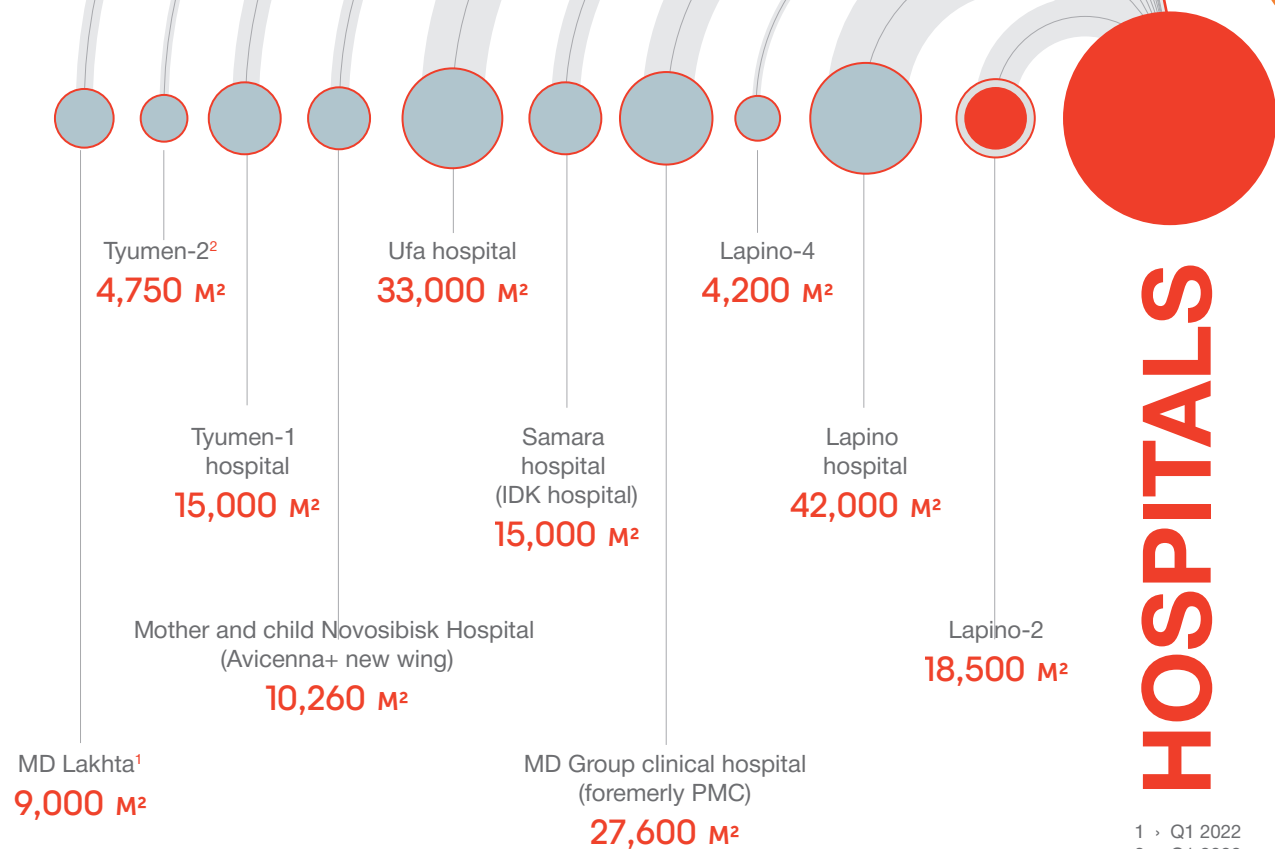 Tyumen-2²
4,750 м²
Ufa hospital
33,000 м²
Lapino-4
4,200 м²
Tyumen-1
hospital
15,000 м²
Samara
hospital
(IDK hospital)
15,000 м²
Lapino
hospital
42,000 м²
Mother and child Novosibisk Hospital
(Avicenna+ new wing)
10,260 м²
Lapino-2
18,500 м²
MD Lakhta¹
9,000 м²
MD Group clinical hospital
(foremerly PMC)
27,600 м²
HOSPITALS
1 › Q1 2022